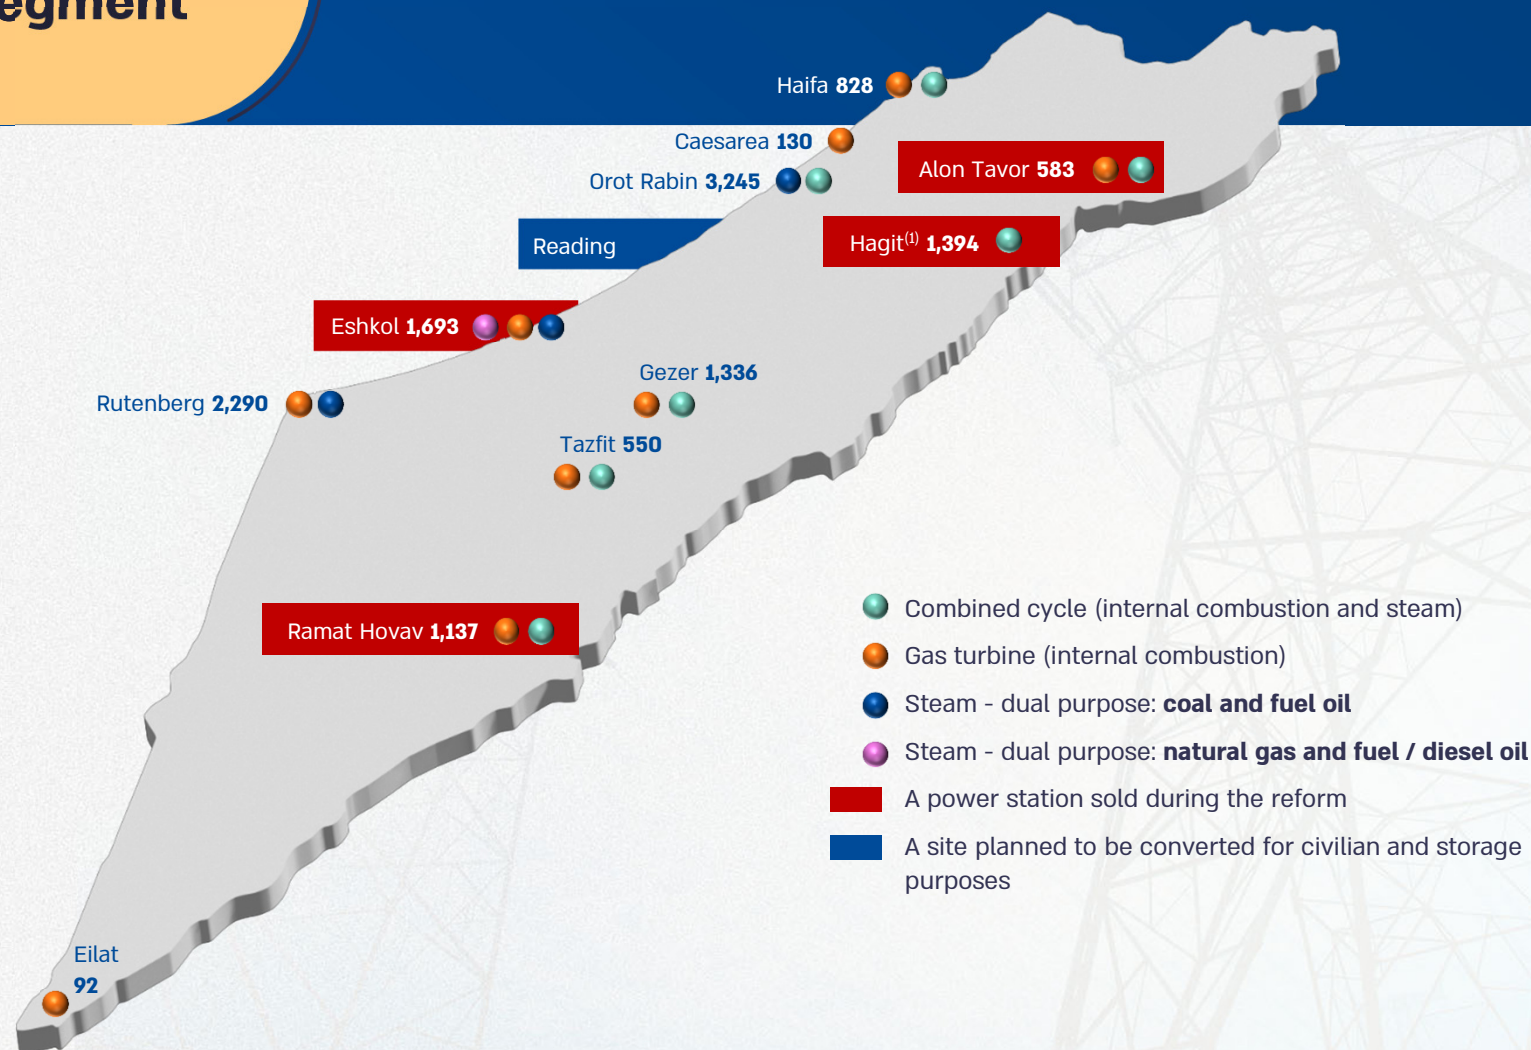 Haifa 828
Caesarea 130
Alon Tavor 583
Orot Rabin 3,245
Hagit(1) 1,394
Reading
Eshkol 1,693
Gezer 1,336
Rutenberg 2,290
Tazfit 550
Ramat Hovav 1,137
Combined cycle (internal combustion and steam)
Gas turbine (internal combustion)
Steam - dual purpose: coal and fuel oil
Steam - dual purpose: natural gas and fuel / diesel oil
A power station sold during the reform
A site planned to be converted for civilian and storage
purposes
Eilat
92